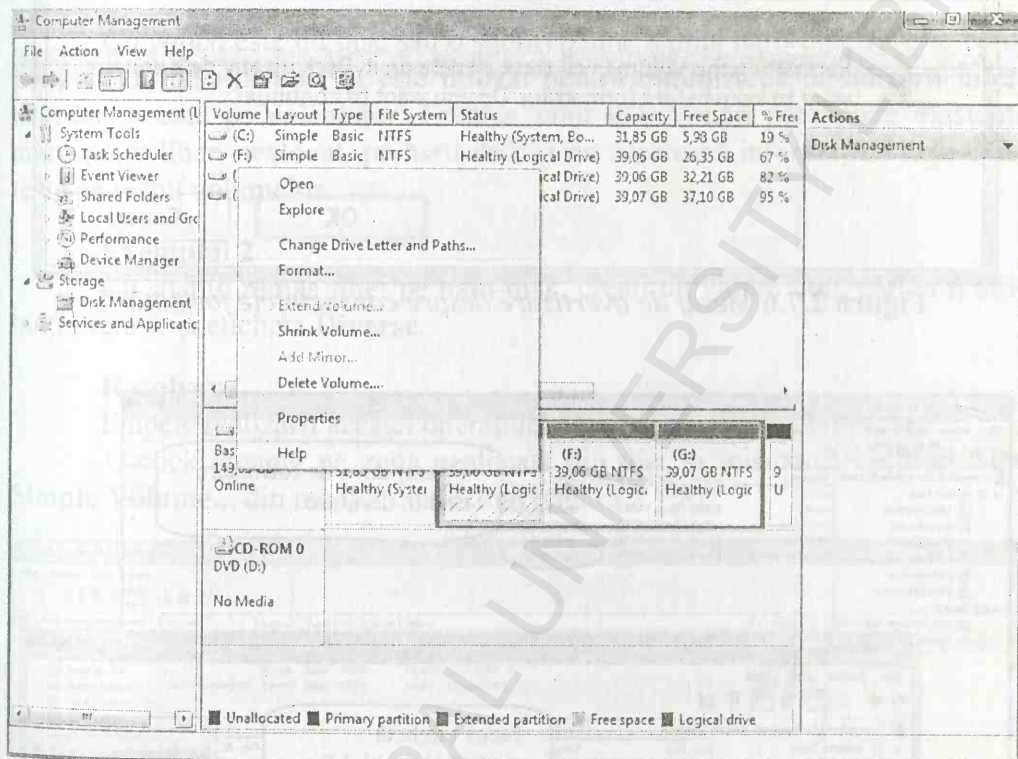 Computer Management
File Action View Help
Computer Management (L
System Tools
Task Scheduler
Event Viewer
Shared Folders
Local Users and Gro
Performance
Device Manager
Storage
Disk Management
Services and Applicatic
Volume Layout Type File System Status Capacity Free Space % Free
(C:) Simple Basic NTFS Healthy (System, Bo... 31,85 GB 5,98 GB 19 %
(F:) Simple Basic NTFS Healthy (Logical Drive) 39,06 GB 26,35 GB 67 %
ical Drive) 39,06 GB 32,21 GB 82 %
ical Drive) 39,07 GB 37,10 GB 95 %
Actions
Disk Management
Open
Explore
Change Drive Letter and Paths...
Format...
Extend Volume...
Shrink Volume...
Add Mirror...
Delete Volume...
Properties
Help
Bas
Online
Healthy (Syster
Healthy (Logic
(F:)
39,06 GB NTFS
Healthy (Logic.
(G:)
39,07 GB NTFS
Healthy (Logic
9
U
CD-ROM 0
DVD (D:)
No Media
Unallocated Primary partition Extended partition Free space Logical drive